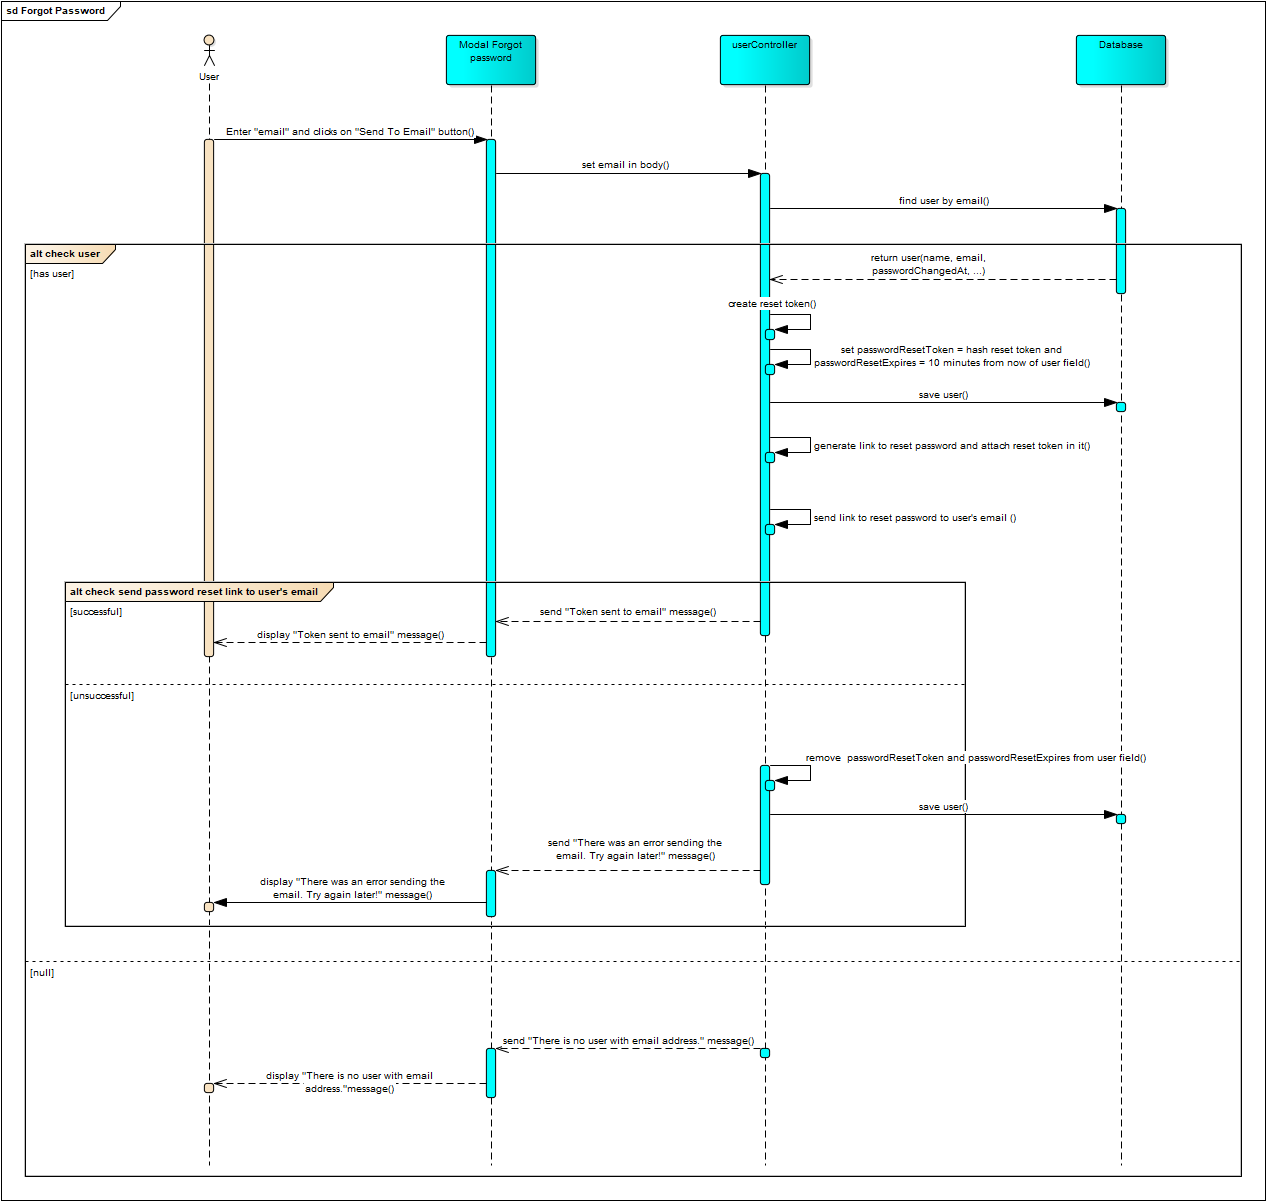 sd Forgot Password
User
Modal Forgot
password
userController
Database
Enter "email" and clicks on "Send To Email" button()
set email in body()
find user by email()
alt check user
[has user]
return user(name, email,
passwordChangedAt, ...)
create reset token()
set passwordResetToken = hash reset token and
passwordResetExpires = 10 minutes from now of user field()
save user()
generate link to reset password and attach reset token in it()
send link to reset password to user's email ()
alt check send password reset link to user's email
[successful]
send "Token sent to email" message()
display "Token sent to email" message()
[unsuccessful]
remove  passwordResetToken and passwordResetExpires from user field()
save user()
send "There was an error sending the
email. Try again later!" message()
display "There was an error sending the
email. Try again later!" message()
[null]
send "There is no user with email address." message()
display "There is no user with email
address."message()